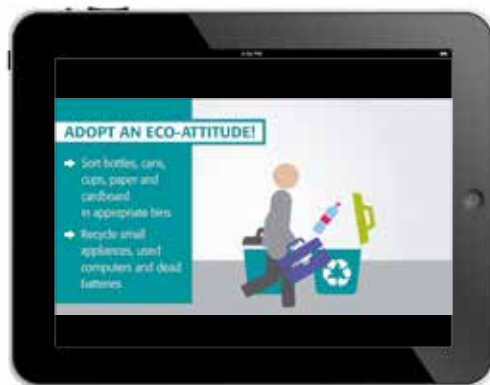 ADOPT AN ECO-ATTITUDE!
Sort bottles, cans,
cups, paper and
cardboard
in appropriate bins
Recycle small
appliances, used
computers and dead
batteries